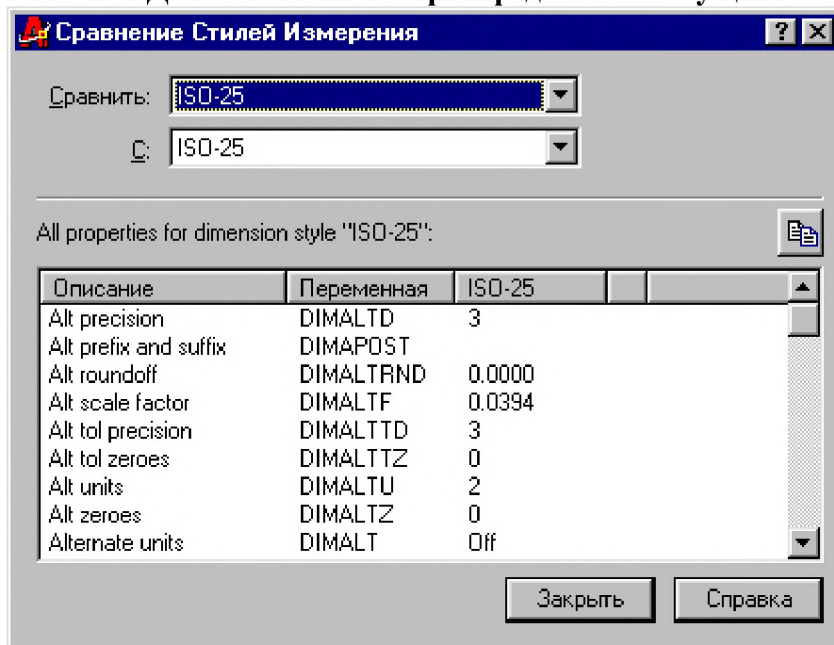 Сравнение Стилей Измерения
Сравнить: ISO-25
С: ISO-25
All properties for dimension style "ISO-25":
Описание Переменная ISO-25
Alt precision DIMALTD 3
Alt prefix and suffix DIMAPOST
Alt roundoff DIMALTRND 0.0000
Alt scale factor DIMALTF 0.0394
Alt tol precision DIMALTTD 3
Alt tol zeroes DIMALTTZ 0
Alt units DIMALTU 2
Alt zeroes DIMALTZ 0
Alternate units DIMALT Off
Закрыть Справка